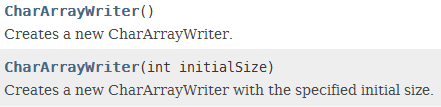 CharArrayWriter()
Creates a new CharArrayWriter.
CharArrayWriter(int initialSize)
Creates a new CharArrayWriter with the specified initial size.